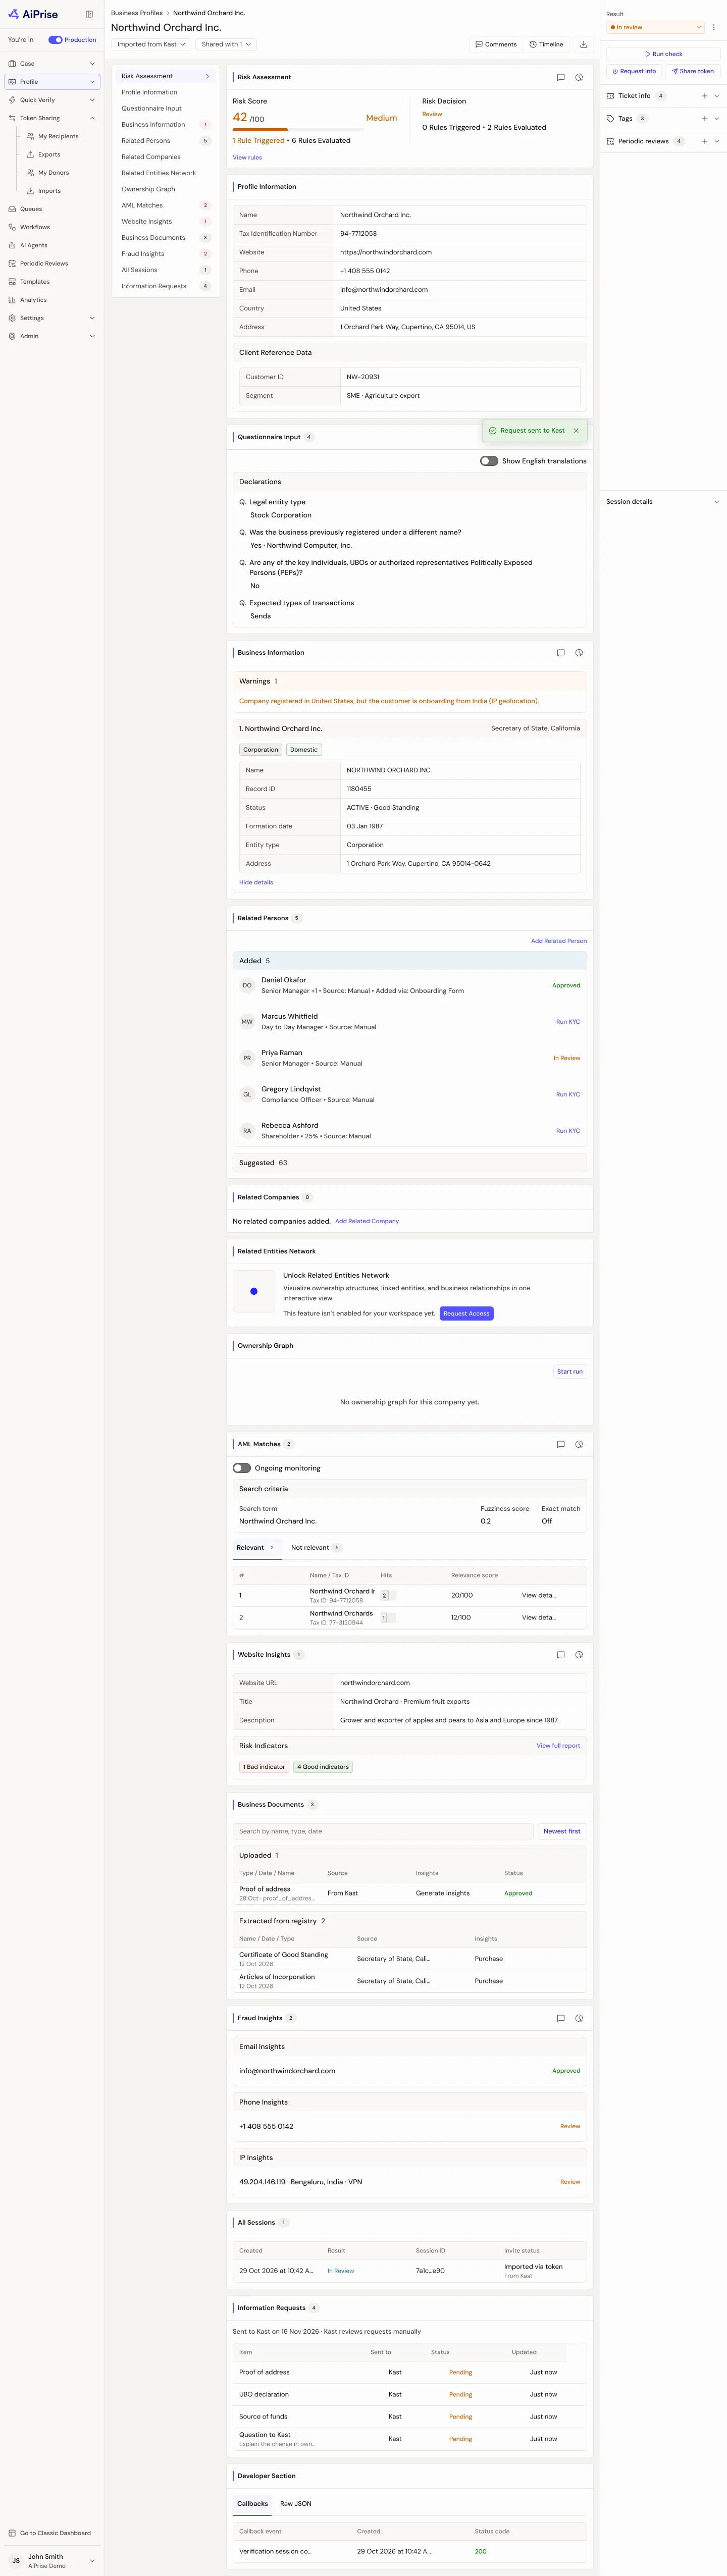 AiPrise
You're in
Production
Case
Profile
Quick Verify
Token Sharing
My Recipients
Exports
My Donors
Imports
Queues
Workflows
AI Agents
Periodic Reviews
Templates
Analytics
Settings
Admin
Go to Classic Dashboard
JS
John Smith
AiPrise Demo
Business Profiles > Northwind Orchard Inc.
Northwind Orchard Inc.
Imported from Kast
Shared with 1
Comments
Timeline
Risk Assessment
Profile Information
Questionnaire Input
Business Information 1
Related Persons 5
Related Companies
Related Entities Network
Ownership Graph
AML Matches 2
Website Insights 1
Business Documents 3
Fraud Insights 2
All Sessions 1
Information Requests 4
Risk Assessment
Risk Score
42 /100
Medium
1 Rule Triggered • 6 Rules Evaluated
View rules
Risk Decision
Review
0 Rules Triggered • 2 Rules Evaluated
Profile Information
Name Northwind Orchard Inc.
Tax Identification Number 94-7712058
Website https://northwindorchard.com
Phone +1 408 555 0142
Email info@northwindorchard.com
Country United States
Address 1 Orchard Park Way, Cupertino, CA 95014, US
Client Reference Data
Customer ID NW-20931
Segment SME · Agriculture export
Request sent to Kast
Questionnaire Input 4
Show English translations
Declarations
Q. Legal entity type
Stock Corporation
Q. Was the business previously registered under a different name?
Yes · Northwind Computer, Inc.
Q. Are any of the key individuals, UBOs or authorized representatives Politically Exposed
Persons (PEPs)?
No
Q. Expected types of transactions
Sends
Business Information
Warnings 1
Company registered in United States, but the customer is onboarding from India (IP geolocation).
1. Northwind Orchard Inc.
Secretary of State, California
Corporation
Domestic
Name NORTHWIND ORCHARD INC.
Record ID 1180455
Status ACTIVE · Good Standing
Formation date 03 Jan 1987
Entity type Corporation
Address 1 Orchard Park Way, Cupertino, CA 95014-0642
Hide details
Related Persons 5
Add Related Person
Added 5
DO
Daniel Okafor
Senior Manager +1 • Source: Manual • Added via: Onboarding Form
Approved
MW
Marcus Whitfield
Day to Day Manager • Source: Manual
Run KYC
PR
Priya Raman
Senior Manager • Source: Manual
In Review
GL
Gregory Lindqvist
Compliance Officer • Source: Manual
Run KYC
RA
Rebecca Ashford
Shareholder • 25% • Source: Manual
Run KYC
Suggested 63
Related Companies 0
No related companies added. Add Related Company
Related Entities Network
Unlock Related Entities Network
Visualize ownership structures, linked entities, and business relationships in one
interactive view.
This feature isn't enabled for your workspace yet. Request Access
Ownership Graph
Start run
No ownership graph for this company yet.
AML Matches 2
Ongoing monitoring
Search criteria
Search term Fuzziness score Exact match
Northwind Orchard Inc. 0.2 Off
Relevant 2
Not relevant 5
# Name / Tax ID Hits Relevance score
1 Northwind Orchard Ir 2 20/100 View deta...
Tax ID: 94-7712058
2 Northwind Orchards 1 12/100 View deta...
Tax ID: 77-3120944
Website Insights 1
Website URL northwindorchard.com
Title Northwind Orchard · Premium fruit exports
Description Grower and exporter of apples and pears to Asia and Europe since 1987.
Risk Indicators
View full report
1 Bad indicator
4 Good indicators
Business Documents 3
Search by name, type, date
Newest first
Uploaded 1
Type / Date / Name Source Insights Status
Proof of address From Kast Generate insights Approved
28 Oct · proof_of_addres...
Extracted from registry 2
Name / Date / Type Source Insights
Certificate of Good Standing Secretary of State, Cali... Purchase
12 Oct 2026
Articles of Incorporation Secretary of State, Cali... Purchase
12 Oct 2026
Fraud Insights 2
Email Insights
info@northwindorchard.com Approved
Phone Insights
+1 408 555 0142 Review
IP Insights
49.204.146.119 · Bengaluru, India · VPN Review
All Sessions 1
Created Result Session ID Invite status
29 Oct 2026 at 10:42 A... In Review 7a1c...e90 Imported via token
From Kast
Information Requests 4
Sent to Kast on 16 Nov 2026 · Kast reviews requests manually
Item Sent to Status Updated
Proof of address Kast Pending Just now
UBO declaration Kast Pending Just now
Source of funds Kast Pending Just now
Question to Kast Kast Pending Just now
Explain the change in own...
Developer Section
Callbacks
Raw JSON
Callback event Created Status code
Verification session co... 29 Oct 2026 at 10:42 A... 200
Result
In review
Run check
Request info
Share token
Ticket info 4
Tags 3
Periodic reviews 4
Session details